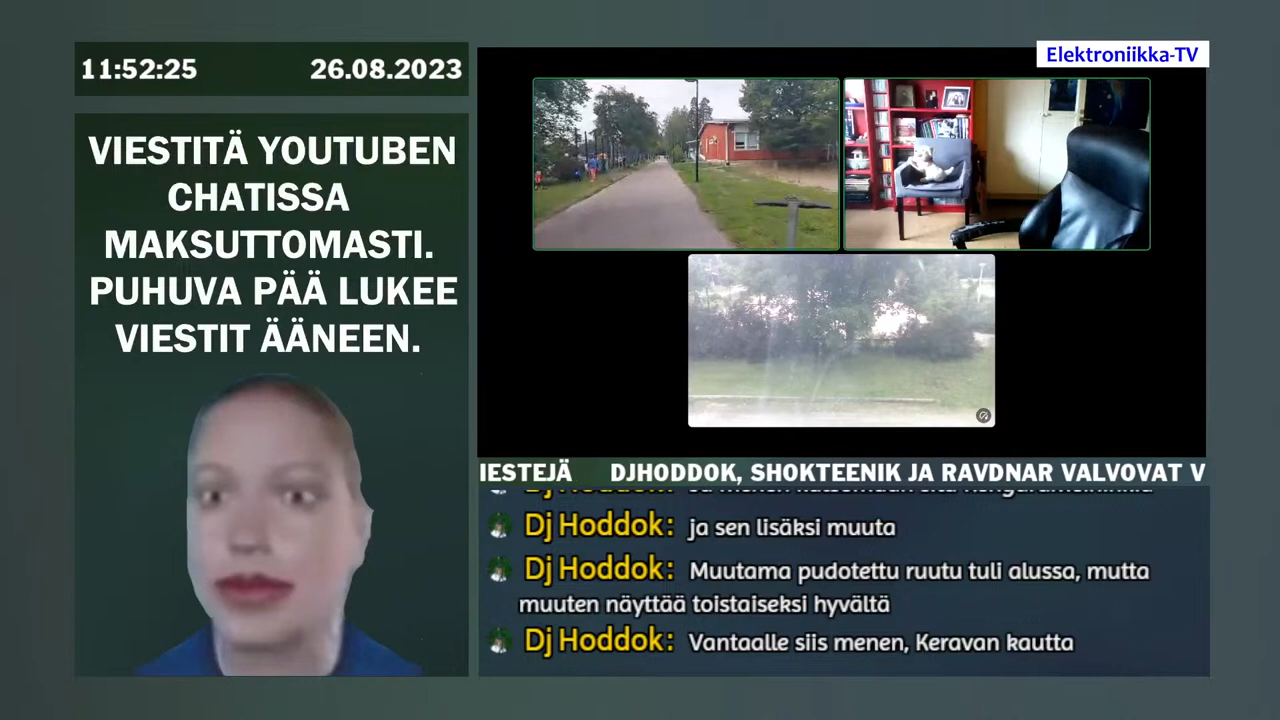 11:52:25 26.08.2023
Elektroniikka-TV
VIESTITÄ YOUTUBEN
CHATISSA
MAKSUTTOMASTI.
PUHUVA PÄÄ LUKEE
VIESTIT ÄÄNEEN.
IESTEJÄ DJHODDOK, SHOKTEENIK JA RAVDNAR VALVOVAT V
Dj Hoddok: ja sen lisäksi muuta
Dj Hoddok: Muutama pudotettu ruutu tuli alussa, mutta
muuten näyttää toistaiseksi hyvältä
Dj Hoddok: Vantaalle siis menen, Keravan kautta